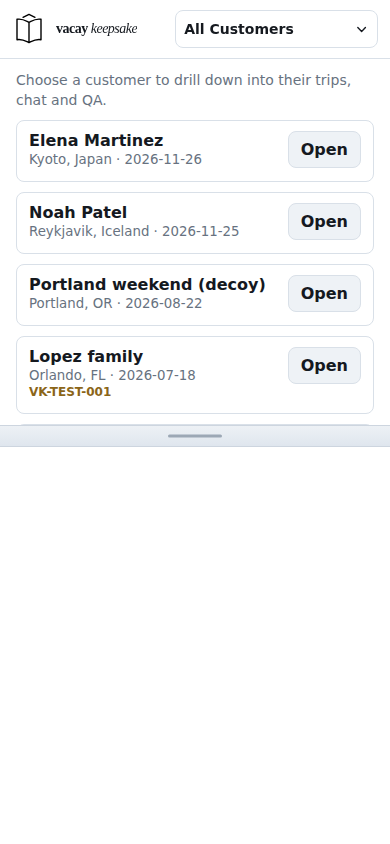 vacay keepsake
All Customers
Choose a customer to drill down into their trips,
chat and QA.
Elena Martinez
Kyoto, Japan · 2026-11-26
Open
Noah Patel
Reykjavik, Iceland · 2026-11-25
Open
Portland weekend (decoy)
Portland, OR · 2026-08-22
Open
Lopez family
Orlando, FL · 2026-07-18
VK-TEST-001
Open